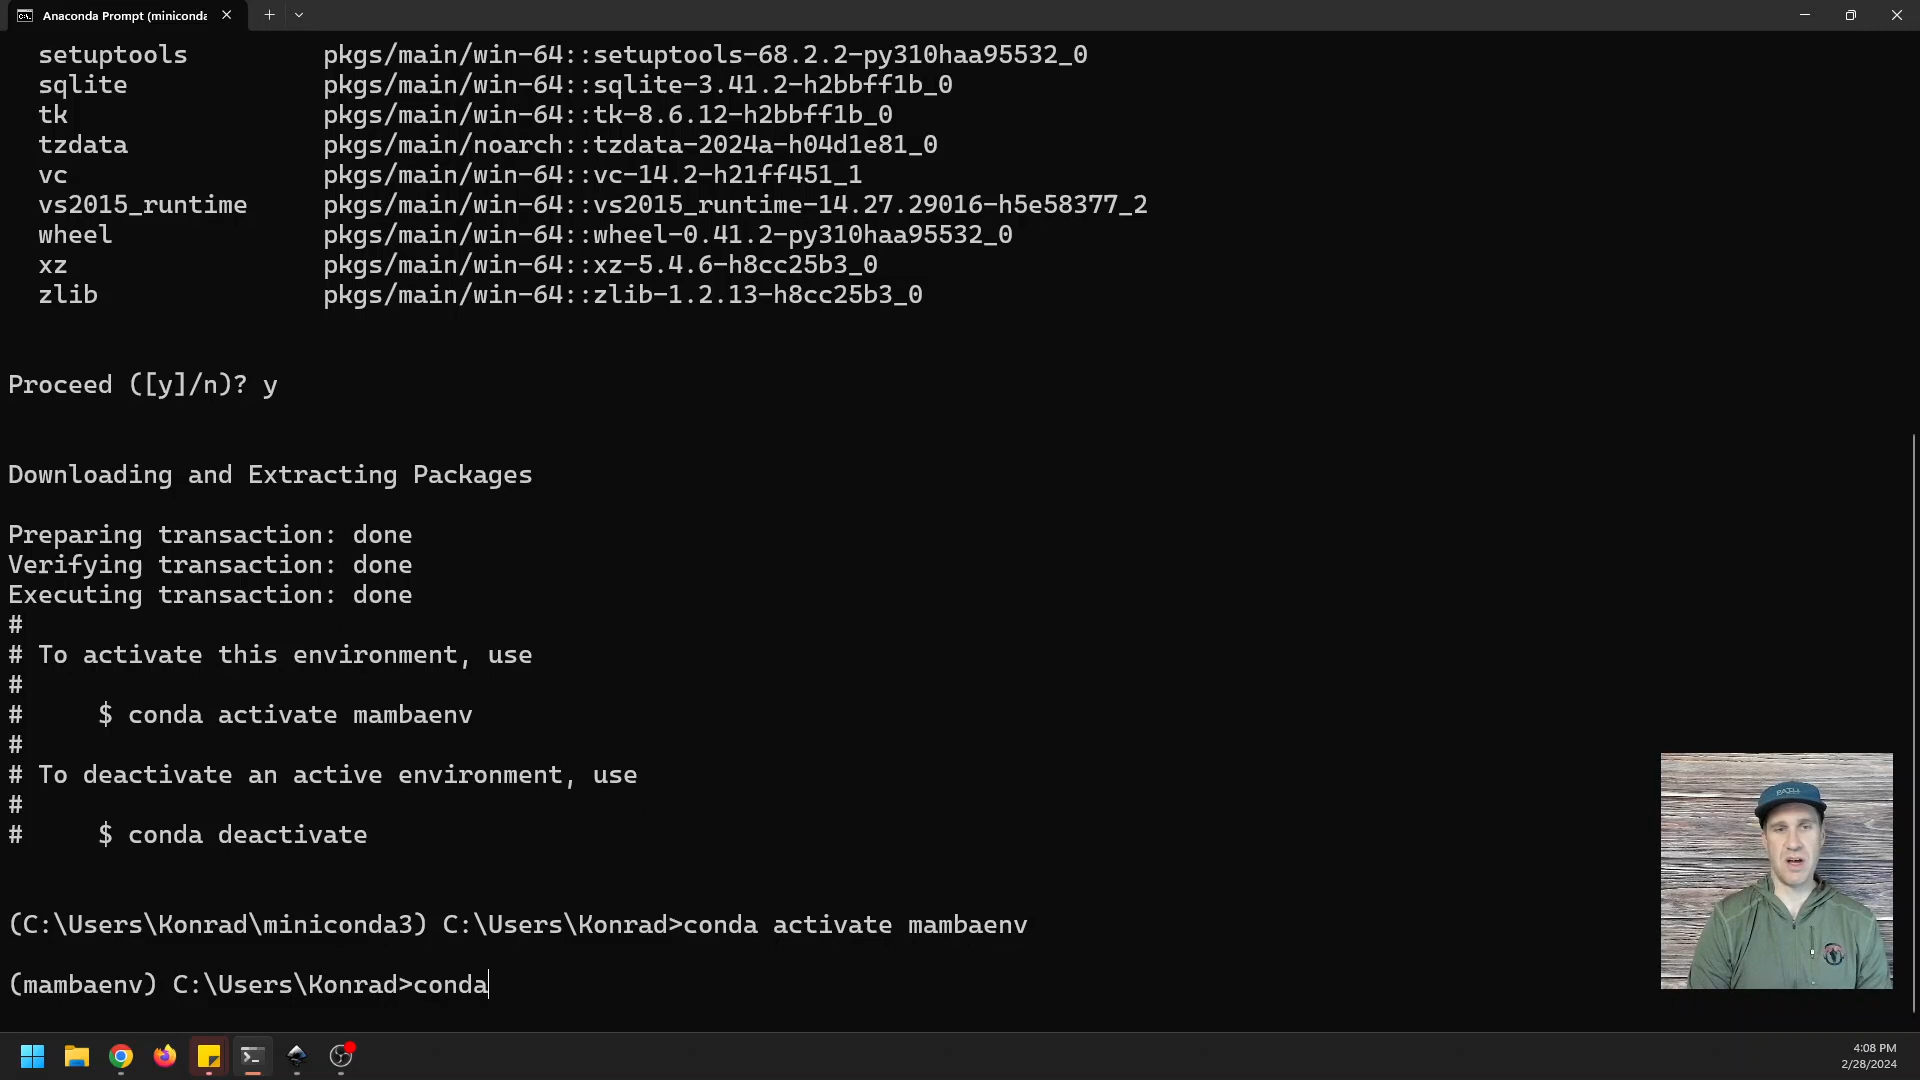 Anaconda Prompt (miniconda
setuptools pkgs/main/win-64::setuptools-68.2.2-py310haa95532_0
sqlite pkgs/main/win-64::sqlite-3.41.2-h2bbff1b_0
tk pkgs/main/win-64::tk-8.6.12-h2bbff1b_0
tzdata pkgs/main/noarch::tzdata-2024a-h04d1e81_0
vc pkgs/main/win-64::vc-14.2-h21ff451_1
vs2015_runtime pkgs/main/win-64::vs2015_runtime-14.27.29016-h5e58377_2
wheel pkgs/main/win-64::wheel-0.41.2-py310haa95532_0
xz pkgs/main/win-64::xz-5.4.6-h8cc25b3_0
zlib pkgs/main/win-64::zlib-1.2.13-h8cc25b3_0
Proceed ([y]/n)? y
Downloading and Extracting Packages
Preparing transaction: done
Verifying transaction: done
Executing transaction: done
#
# To activate this environment, use
#
# $ conda activate mambaenv
#
# To deactivate an active environment, use
#
# $ conda deactivate
(C:\Users\Konrad\miniconda3) C:\Users\Konrad>conda activate mambaenv
(mambaenv) C:\Users\Konrad>conda
PATH
4:08 PM
2/28/2024